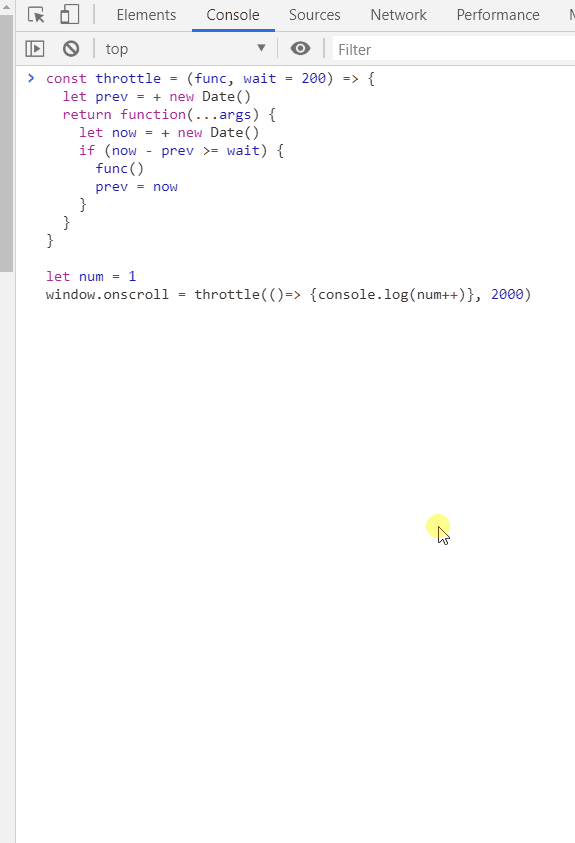 Elements Console Sources Network Performance
top Filter
const throttle = (func, wait = 200) => {
  let prev = + new Date()
  return function(...args) {
    let now = + new Date()
    if (now - prev >= wait) {
      func()
      prev = now
    }
  }
}
let num = 1
window.onscroll = throttle(()=> {console.log(num++)}, 2000)